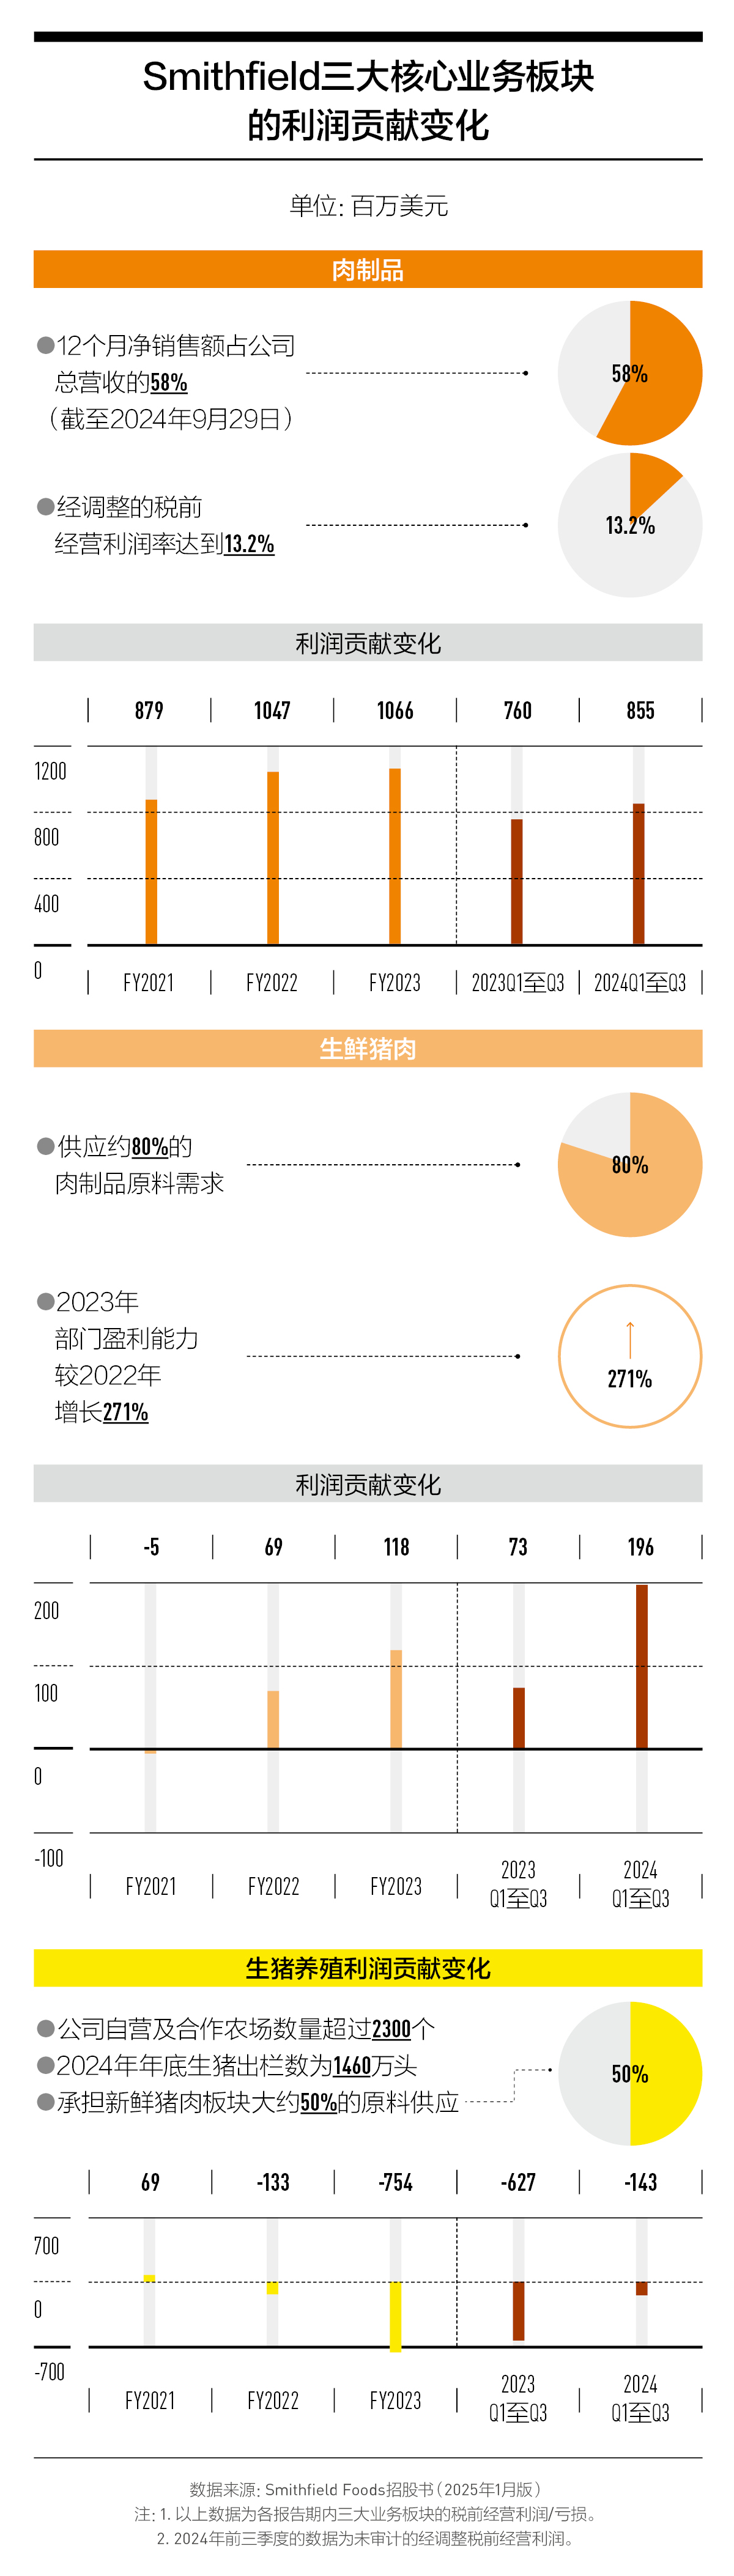 Smithfield三大核心业务板块
的利润贡献变化
单位: 百万美元
肉制品
●12个月净销售额占公司
总营收的58%
（截至2024年9月29日）
58%
●经调整的税前
经营利润率达到13.2%
13.2%
利润贡献变化
879 1047 1066 760 855
1200
800
400
0
FY2021 FY2022 FY2023 2023Q1至Q3 2024Q1至Q3
生鲜猪肉
●供应约80%的
肉制品原料需求
80%
●2023年
部门盈利能力
较2022年
增长271%
271%
利润贡献变化
-5 69 118 73 196
200
100
0
-100
FY2021 FY2022 FY2023 2023 Q1至Q3 2024 Q1至Q3
生猪养殖利润贡献变化
●公司自营及合作农场数量超过2300个
●2024年年底生猪出栏数为1460万头
●承担新鲜猪肉板块大约50%的原料供应
50%
69 -133 -754 -627 -143
700
0
-700
FY2021 FY2022 FY2023 2023 Q1至Q3 2024 Q1至Q3
数据来源: Smithfield Foods招股书（2025年1月版）
注: 1. 以上数据为各报告期内三大业务板块的税前经营利润/亏损。
2. 2024年前三季度的数据为未审计的经调整税前经营利润。